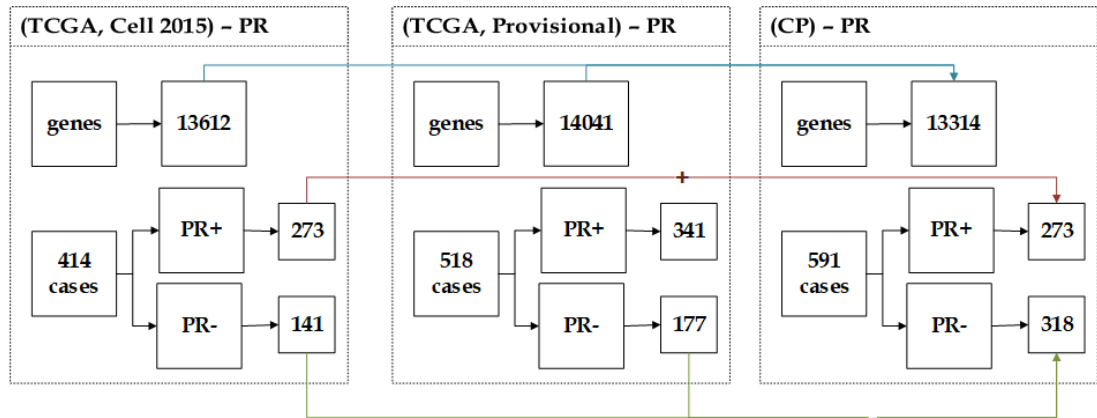 (TCGA, Cell 2015) – PR
genes
13612
414
cases
PR+
273
PR-
141
(TCGA, Provisional) – PR
genes
14041
518
cases
PR+
341
PR-
177
(CP) – PR
genes
13314
591
cases
PR+
273
PR-
318
+